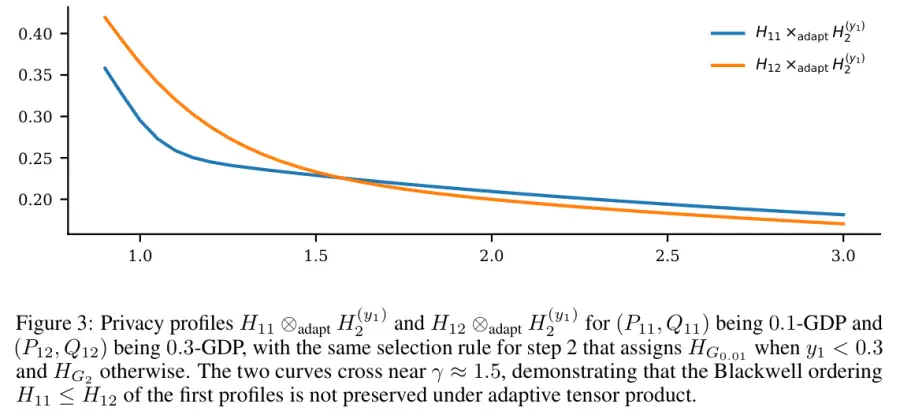 0.40
0.35
0.30
0.25
0.20
1.0
1.5
2.0
2.5
3.0
H₁₁ ×adapt H₂^(y₁)
H₁₂ ×adapt H₂^(y₁)
Figure 3: Privacy profiles H₁₁ ⊗adapt H₂^(y₁) and H₁₂ ⊗adapt H₂^(y₁) for (P₁₁, Q₁₁) being 0.1-GDP and
(P₁₂, Q₁₂) being 0.3-GDP, with the same selection rule for step 2 that assigns H_G₀.₀₁ when y₁ < 0.3
and H_G₂ otherwise. The two curves cross near γ ≈ 1.5, demonstrating that the Blackwell ordering
H₁₁ ≤ H₁₂ of the first profiles is not preserved under adaptive tensor product.